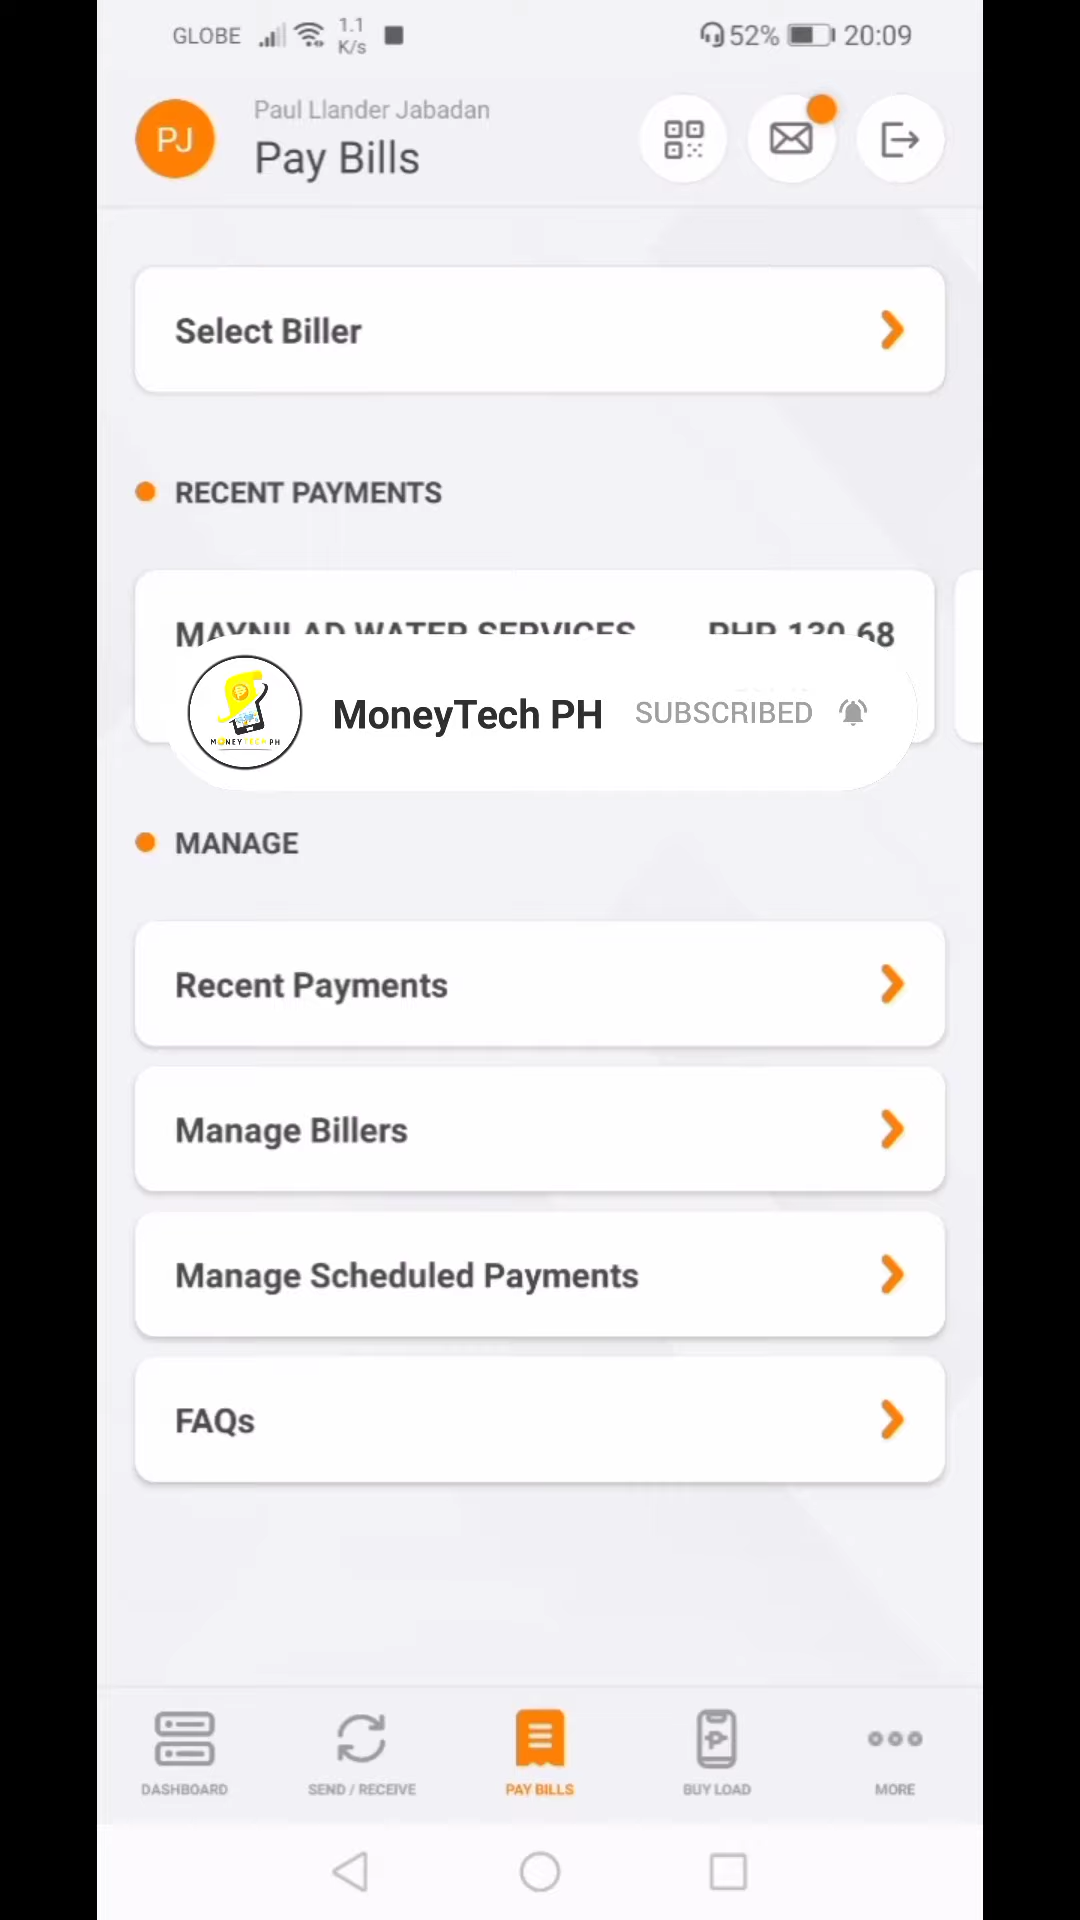 GLOBE 1.1 K/s 52% 20:09
Paul Llander Jabadan
PJ Pay Bills
Select Biller
RECENT PAYMENTS
MAYNILAD WATER SERVICES PHP 130.68
MoneyTech PH SUBSCRIBED
MONEYTECH PH
MANAGE
Recent Payments
Manage Billers
Manage Scheduled Payments
FAQs
DASHBOARD SEND / RECEIVE PAY BILLS BUY LOAD MORE